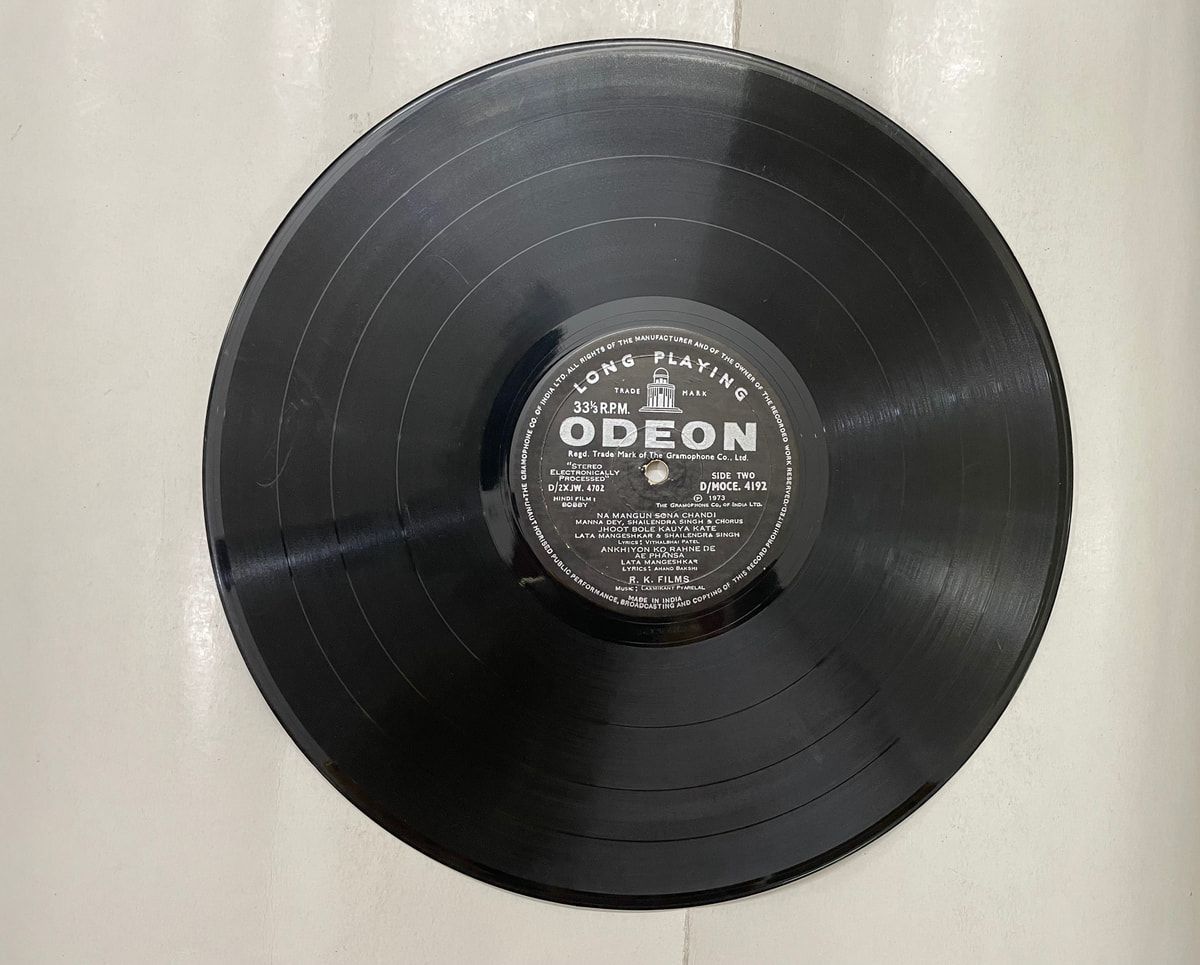 UNAUTHORISED PUBLIC PERFORMANCE, BROADCASTING AND COPYING OF THIS RECORD PROHIBITED
THE GRAMOPHONE CO. OF INDIA LTD. ALL RIGHTS OF THE MANUFACTURER AND OF THE OWNER OF THE RECORDED WORK RESERVED
LONG PLAYING
TRADE MARK
33⅓ R.P.M.
ODEON
Regd. Trade Mark of The Gramophone Co., Ltd.
"STEREO
ELECTRONICALLY
PROCESSED"
SIDE TWO
D/2XJW. 4702
D/MOCE. 4192
HINDI FILM:
BOBBY
Ⓟ 1973
THE GRAMOPHONE CO, OF INDIA LTD.
NA MANGUN SONA CHANDI
MANNA DEY, SHAILENDRA SINGH & CHORUS
JHOOT BOLE KAUYA KATE
LATA MANGESHKAR & SHAILENDRA SINGH
LYRICS: VITHALBHAI PATEL
ANKHIYON KO RAHNE DE
AE PHANSA
LATA MANGESHKAR
LYRICS: ANAND BAKSHI
R. K. FILMS
MUSIC: LAXMIKANT PYARELAL
MADE IN INDIA